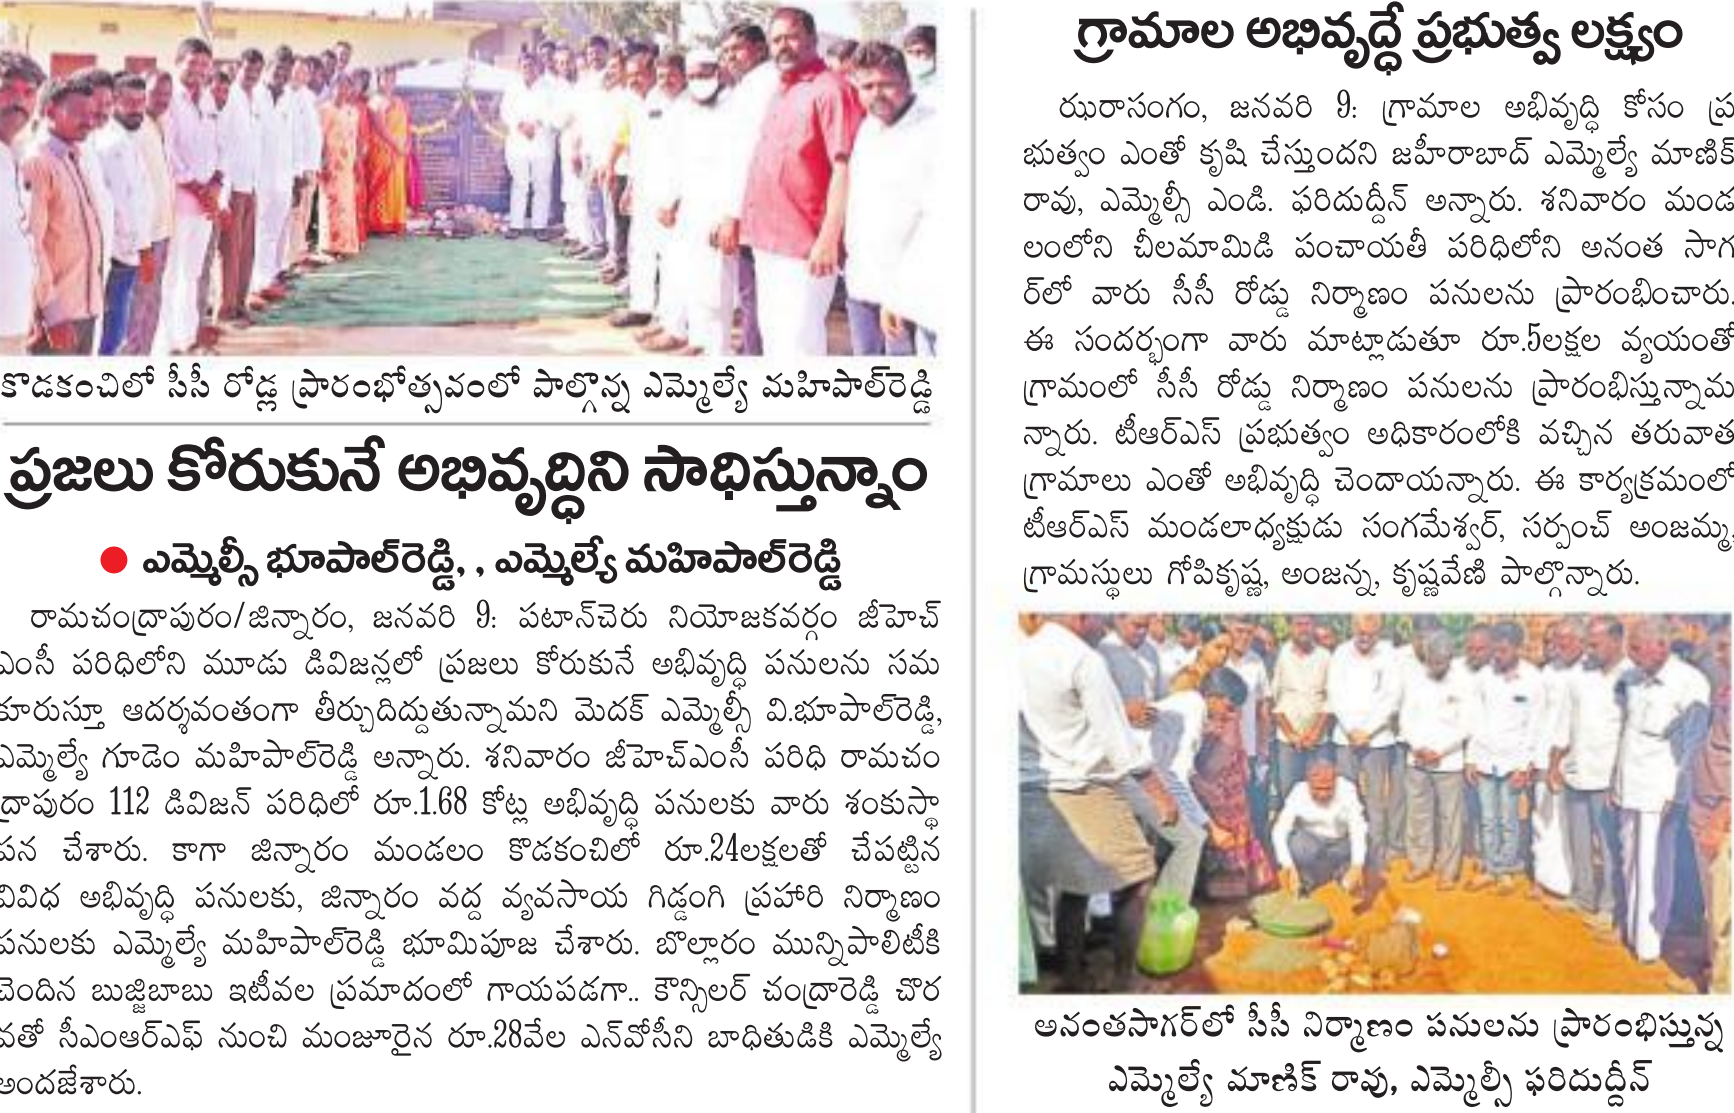 కొడకంచిలో సీసీ రోడ్ల ప్రారంభోత్సవంలో పాల్గొన్న ఎమ్మెల్యే మహిపాల్‌రెడ్డి
ప్రజలు కోరుకునే అభివృద్ధిని సాధిస్తున్నాం
● ఎమ్మెల్సీ భూపాల్‌రెడ్డి, , ఎమ్మెల్యే మహిపాల్‌రెడ్డి
రామచంద్రాపురం/జిన్నారం, జనవరి 9: పటాన్‌చెరు నియోజకవర్గం జీహెచ్
ఎంసీ పరిధిలోని మూడు డివిజన్లలో ప్రజలు కోరుకునే అభివృద్ధి పనులను సమ
కూరుస్తూ ఆదర్శవంతంగా తీర్చుదిద్దుతున్నామని మెదక్ ఎమ్మెల్సీ వి.భూపాల్‌రెడ్డి,
ఎమ్మెల్యే గూడెం మహిపాల్‌రెడ్డి అన్నారు. శనివారం జీహెచ్ఎంసీ పరిధి రామచం
ద్రాపురం 112 డివిజన్ పరిధిలో రూ.1.68 కోట్ల అభివృద్ధి పనులకు వారు శంకుస్థా
పన చేశారు. కాగా జిన్నారం మండలం కొడకంచిలో రూ.24లక్షలతో చేపట్టిన
వివిధ అభివృద్ధి పనులకు, జిన్నారం వద్ద వ్యవసాయ గిడ్డంగి ప్రహారి నిర్మాణం
పనులకు ఎమ్మెల్యే మహిపాల్‌రెడ్డి భూమిపూజ చేశారు. బొల్లారం మున్నిపాలిటీకి
చెందిన బుజ్జిబాబు ఇటీవల ప్రమాదంలో గాయపడగా.. కౌన్సిలర్ చంద్రారెడ్డి చొర
వతో సీఎంఆర్ఎఫ్ నుంచి మంజూరైన రూ.28వేల ఎన్‌వోసీని బాధితుడికి ఎమ్మెల్యే
అందజేశారు.
గ్రామాల అభివృద్ధే ప్రభుత్వ లక్ష్యం
ఝరాసంగం, జనవరి 9: గ్రామాల అభివృద్ధి కోసం ప్ర
భుత్వం ఎంతో కృషి చేస్తుందని జహీరాబాద్ ఎమ్మెల్యే మాణిక్
రావు, ఎమ్మెల్సీ ఎండి. ఫరిదుద్దీన్ అన్నారు. శనివారం మండ
లంలోని చీలమామిడి పంచాయతీ పరిధిలోని అనంత సాగ
ర్‌లో వారు సీసీ రోడ్డు నిర్మాణం పనులను ప్రారంభించారు.
ఈ సందర్భంగా వారు మాట్లాడుతూ రూ.5లక్షల వ్యయంతో
గ్రామంలో సీసీ రోడ్డు నిర్మాణం పనులను ప్రారంభిస్తున్నామ
న్నారు. టీఆర్ఎస్ ప్రభుత్వం అధికారంలోకి వచ్చిన తరువాత
గ్రామాలు ఎంతో అభివృద్ధి చెందాయన్నారు. ఈ కార్యక్రమంలో
టీఆర్ఎస్ మండలాధ్యక్షుడు సంగమేశ్వర్, సర్పంచ్ అంజమ్మ,
గ్రామస్థులు గోపికృష్ణ, అంజన్న, కృష్ణవేణి పాల్గొన్నారు.
అనంతసాగర్‌లో సీసీ నిర్మాణం పనులను ప్రారంభిస్తున్న
ఎమ్మెల్యే మాణిక్ రావు, ఎమ్మెల్సీ ఫరిదుద్దీన్